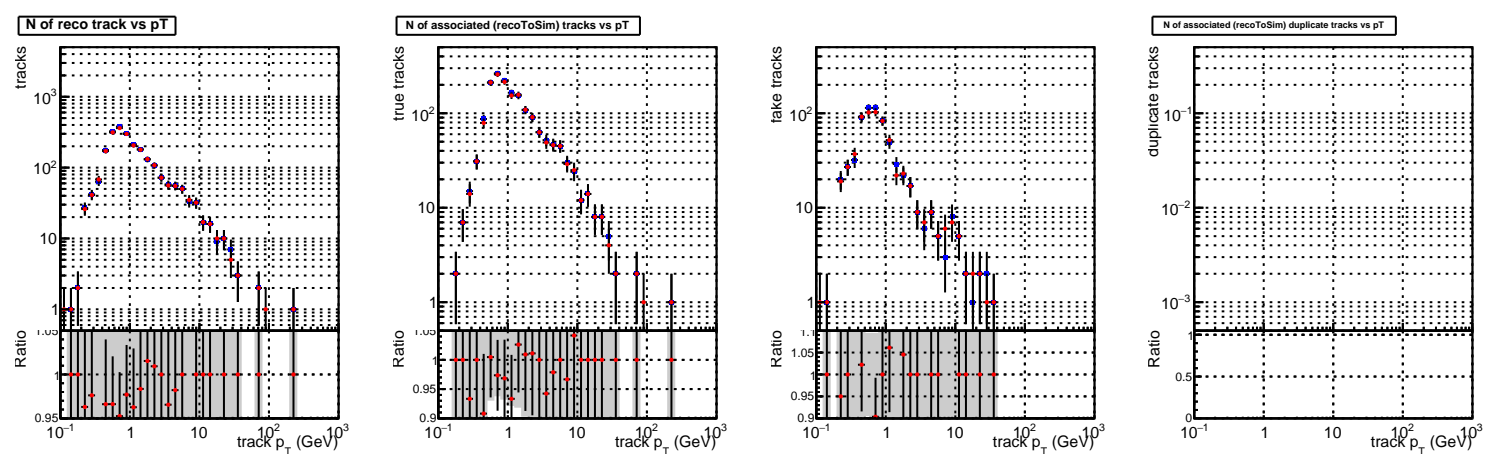 N of reco track vs pT
tracks
10³
10²
10
1
Ratio
1.05
1
0.95
10⁻¹ 1 10 10² 10³
track p_T (GeV)
N of associated (recoToSim) tracks vs pT
true tracks
10²
10
1
Ratio
1.05
1
0.95
0.9
10⁻¹ 1 10 10² 10³
track p_T (GeV)
fake tracks
10²
10
1
Ratio
1.1
1.05
1
0.95
0.9
10⁻¹ 1 10 10² 10³
track p_T (GeV)
N of associated (recoToSim) duplicate tracks vs pT
duplicate tracks
10⁻¹
10⁻²
10⁻³
Ratio
1
0.5
0
10⁻¹ 1 10 10² 10³
track p_T (GeV)